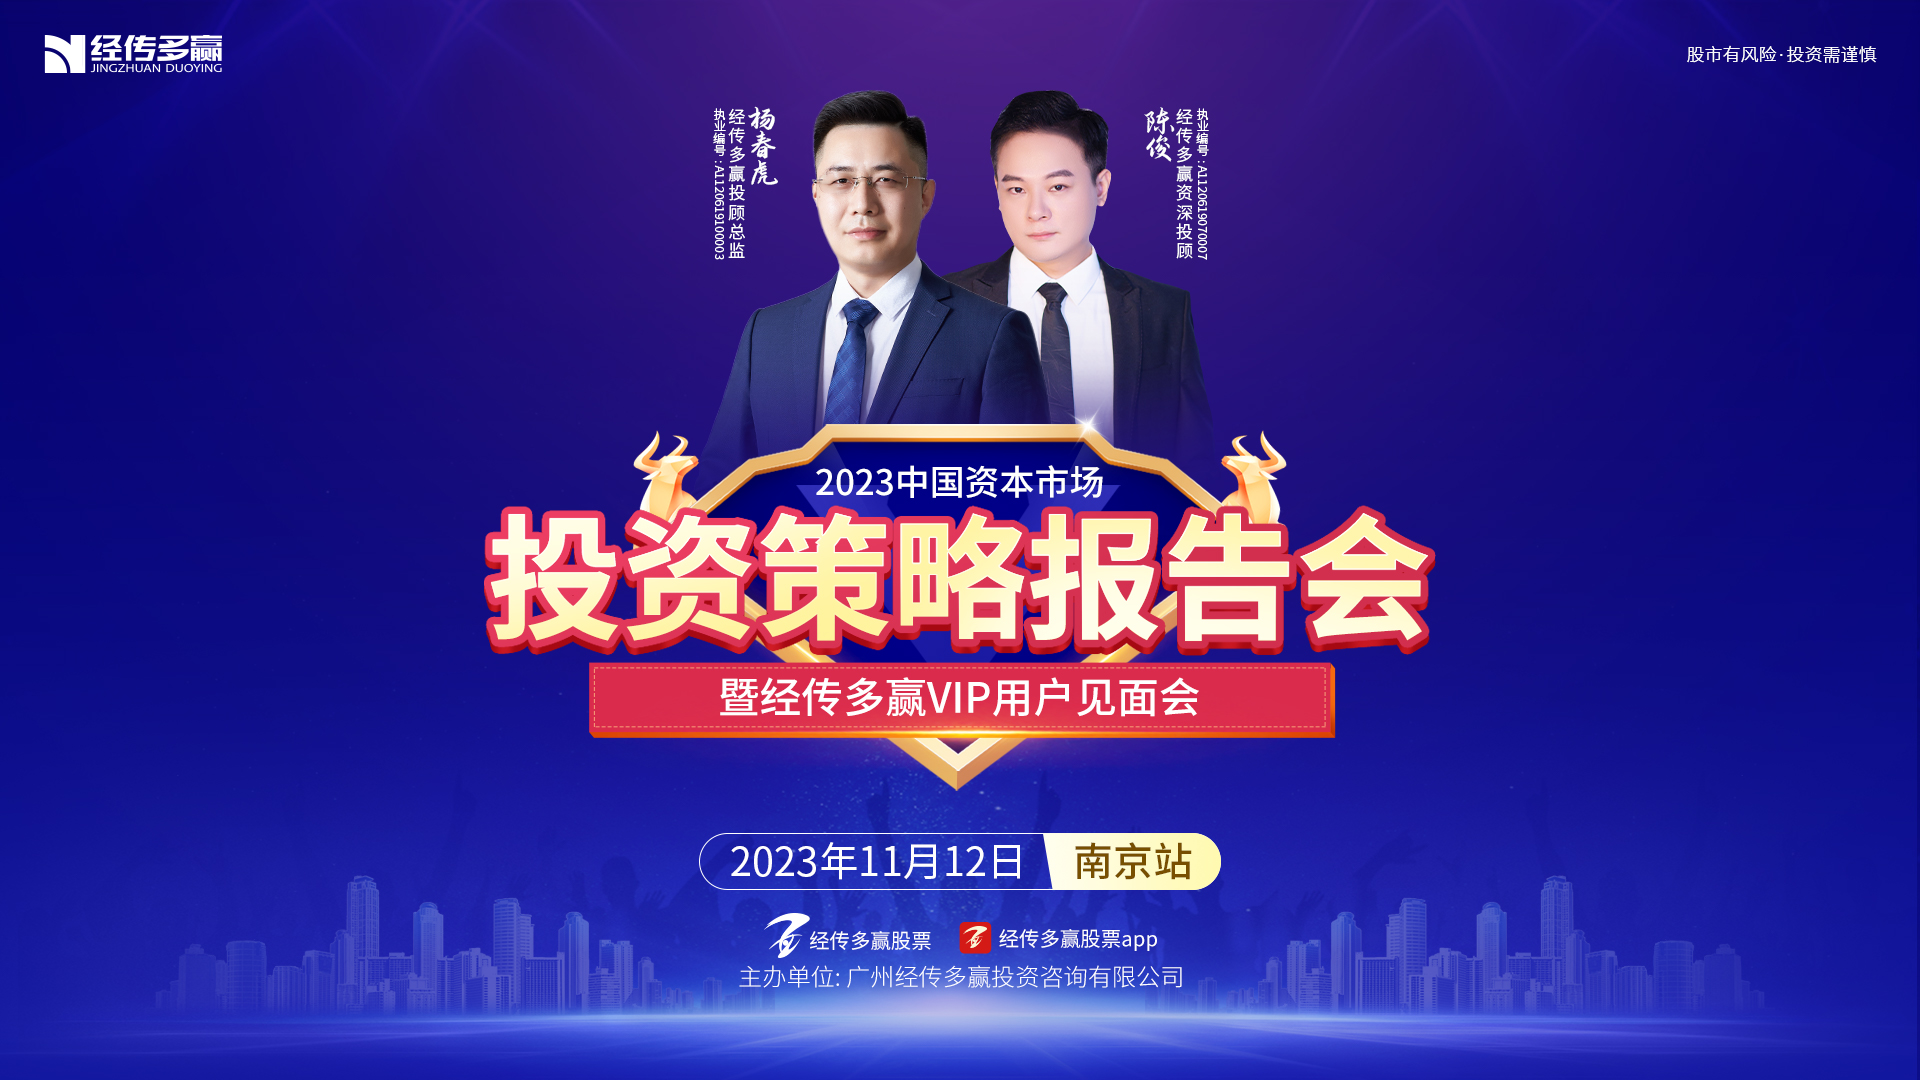 经传多赢
JINGZHUAN DUOYING
股市有风险·投资需谨慎
杨春虎
经传多赢投顾总监
执业编号:A1120619100003
陈俊
经传多赢资深投顾
执业编号:A1120619070007
2023中国资本市场
投资策略报告会
暨经传多赢VIP用户见面会
2023年11月12日 南京站
经传多赢股票 经传多赢股票app
主办单位: 广州经传多赢投资咨询有限公司